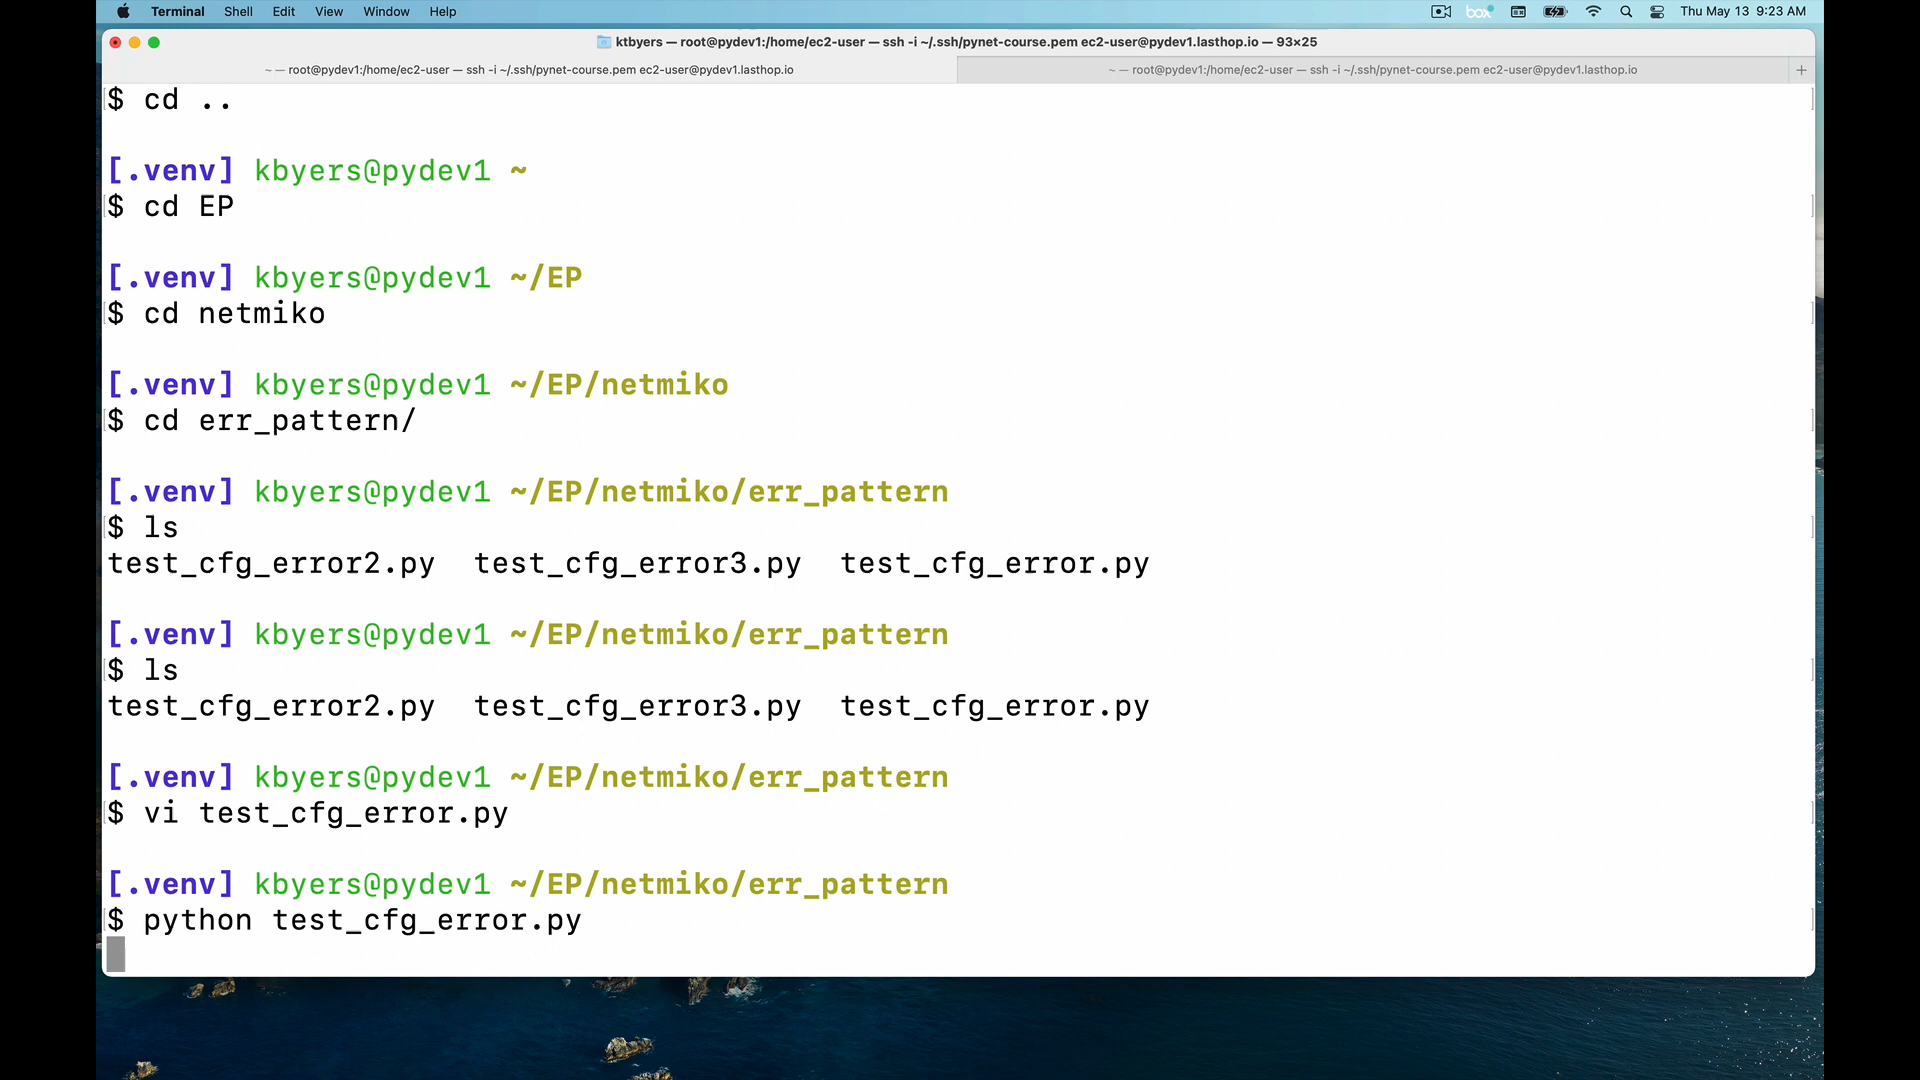 Terminal Shell Edit View Window Help box Thu May 13 9:23 AM
ktbyers — root@pydev1:/home/ec2-user — ssh -i ~/.ssh/pynet-course.pem ec2-user@pydev1.lasthop.io — 93×25
~ — root@pydev1:/home/ec2-user — ssh -i ~/.ssh/pynet-course.pem ec2-user@pydev1.lasthop.io ~ — root@pydev1:/home/ec2-user — ssh -i ~/.ssh/pynet-course.pem ec2-user@pydev1.lasthop.io +
$ cd ..
[.venv] kbyers@pydev1 ~
$ cd EP
[.venv] kbyers@pydev1 ~/EP
$ cd netmiko
[.venv] kbyers@pydev1 ~/EP/netmiko
$ cd err_pattern/
[.venv] kbyers@pydev1 ~/EP/netmiko/err_pattern
$ ls
test_cfg_error2.py test_cfg_error3.py test_cfg_error.py
[.venv] kbyers@pydev1 ~/EP/netmiko/err_pattern
$ ls
test_cfg_error2.py test_cfg_error3.py test_cfg_error.py
[.venv] kbyers@pydev1 ~/EP/netmiko/err_pattern
$ vi test_cfg_error.py
[.venv] kbyers@pydev1 ~/EP/netmiko/err_pattern
$ python test_cfg_error.py